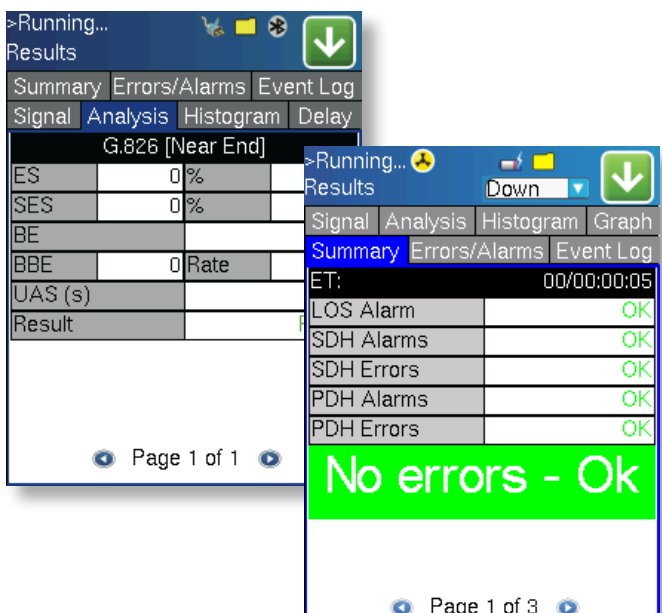 >Running...
Results
Summary Errors/Alarms Event Log
Signal Analysis Histogram Delay
G.826 [Near End]
ES 0 %
SES 0 %
BE
BBE 0 Rate
UAS (s)
Result
Page 1 of 1
>Running...
Results Down
Signal Analysis Histogram Graph
Summary Errors/Alarms Event Log
ET: 00/00:00:05
LOS Alarm OK
SDH Alarms OK
SDH Errors OK
PDH Alarms OK
PDH Errors OK
No errors - Ok
Page 1 of 3